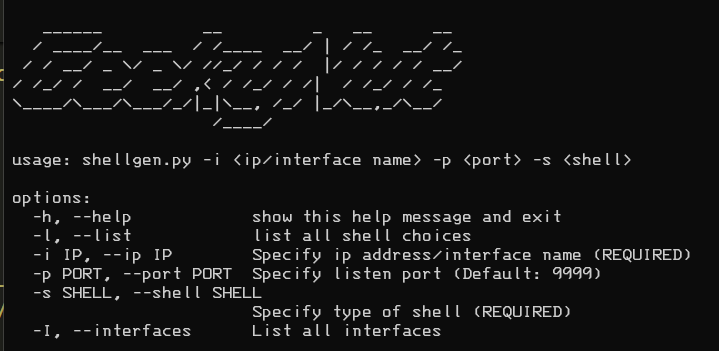 usage: shellgen.py -i <ip/interface name> -p <port> -s <shell>
options:
-h, --help show this help message and exit
-l, --list list all shell choices
-i IP, --ip IP Specify ip address/interface name (REQUIRED)
-p PORT, --port PORT Specify listen port (Default: 9999)
-s SHELL, --shell SHELL
Specify type of shell (REQUIRED)
-I, --interfaces List all interfaces